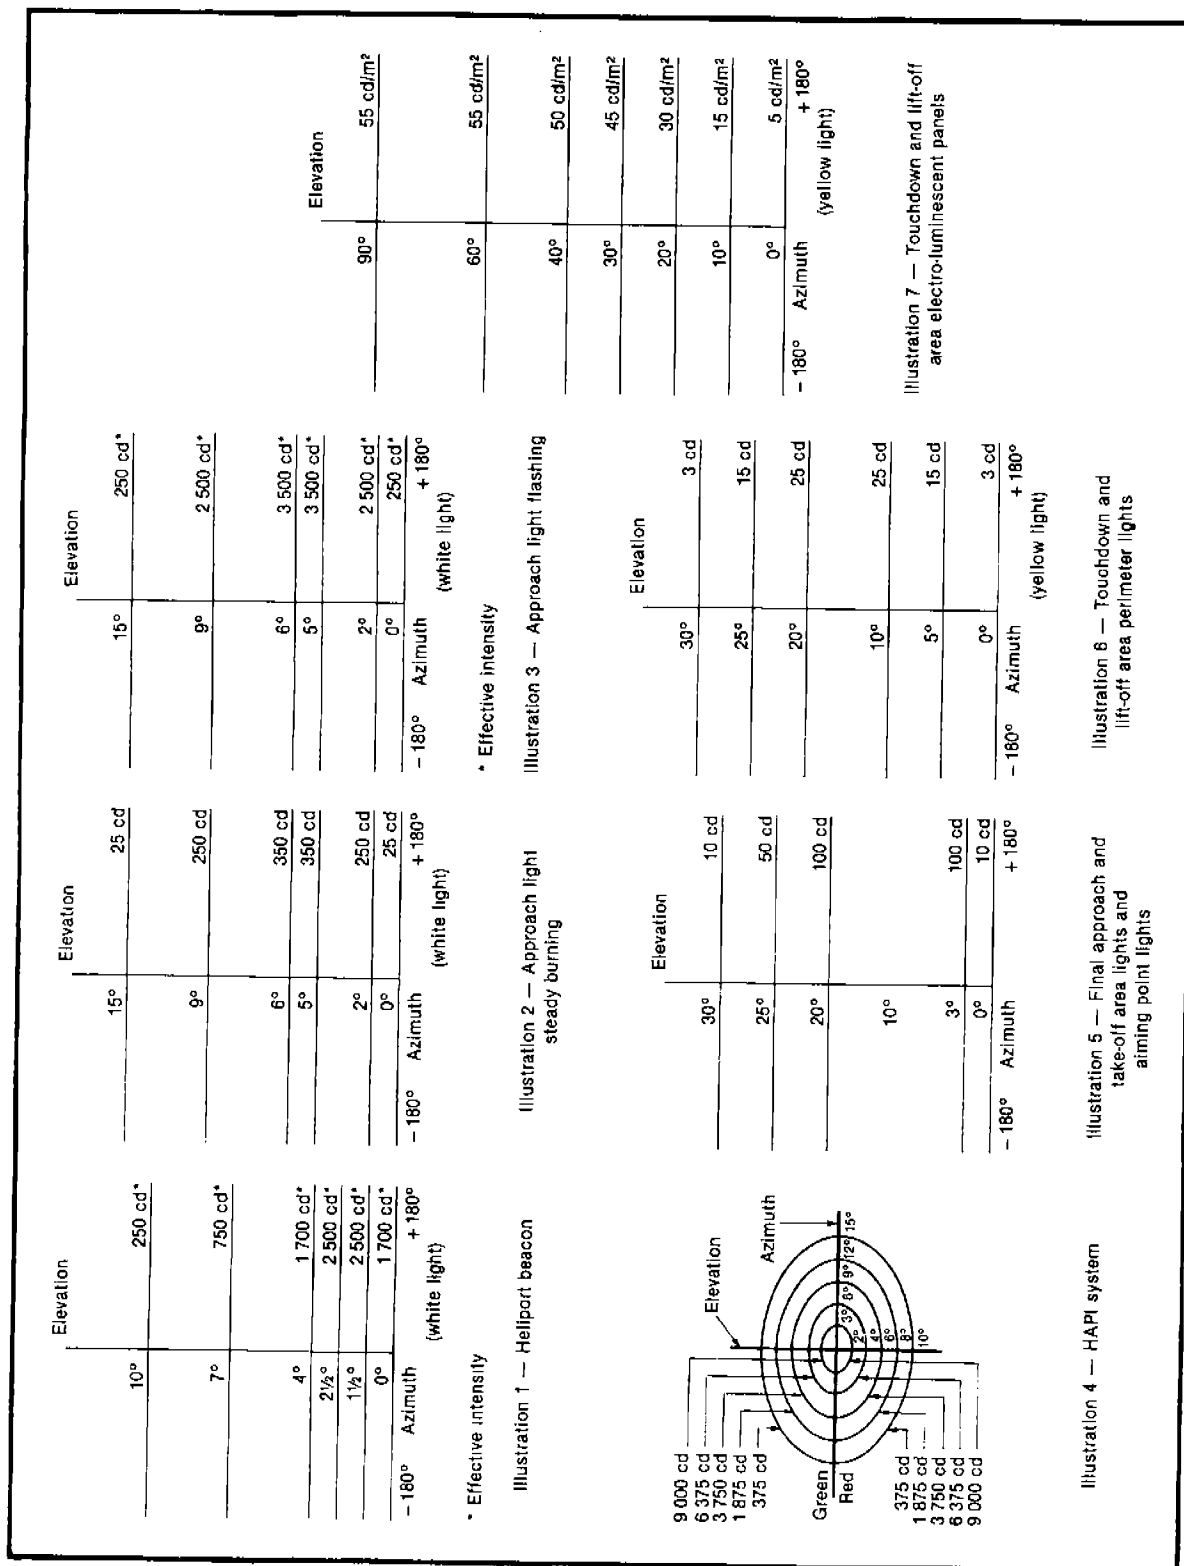 Elevation
10° 250 cd*
7° 750 cd*
4° 1 700 cd*
2½° 2 500 cd*
1½° 2 500 cd*
0° 1 700 cd*
– 180° Azimuth + 180°
(white light)
* Effective intensity
Illustration 1 — Heliport beacon
Elevation
15° 25 cd
9° 250 cd
6° 350 cd
5° 350 cd
2° 250 cd
0° 25 cd
– 180° Azimuth + 180°
(white light)
Illustration 2 — Approach light
steady burning
Elevation
15° 250 cd*
9° 2 500 cd*
6° 3 500 cd*
5° 3 500 cd*
2° 2 500 cd*
0° 250 cd*
– 180° Azimuth + 180°
(white light)
* Effective intensity
Illustration 3 — Approach light flashing
Elevation
90° 55 cd/m²
60° 55 cd/m²
40° 50 cd/m²
30° 45 cd/m²
20° 30 cd/m²
10° 15 cd/m²
0° 5 cd/m²
– 180° Azimuth + 180°
(yellow light)
Illustration 7 — Touchdown and lift-off
area electro-luminescent panels
Elevation
Azimuth
9 000 cd
6 375 cd
3 750 cd
1 875 cd
375 cd
Green
Red
3° 6° 9° 12° 15°
2°
4°
6°
8°
10°
375 cd
1 875 cd
3 750 cd
6 375 cd
9 000 cd
Illustration 4 — HAPI system
Elevation
30° 10 cd
25° 50 cd
20° 100 cd
10°
3° 100 cd
0° 10 cd
– 180° Azimuth + 180°
Illustration 5 — Final approach and
take-off area lights and
aiming point lights
Elevation
30° 3 cd
25° 15 cd
20° 25 cd
10° 25 cd
5° 15 cd
0° 3 cd
– 180° Azimuth + 180°
(yellow light)
Illustration 6 — Touchdown and
lift-off area perimeter lights